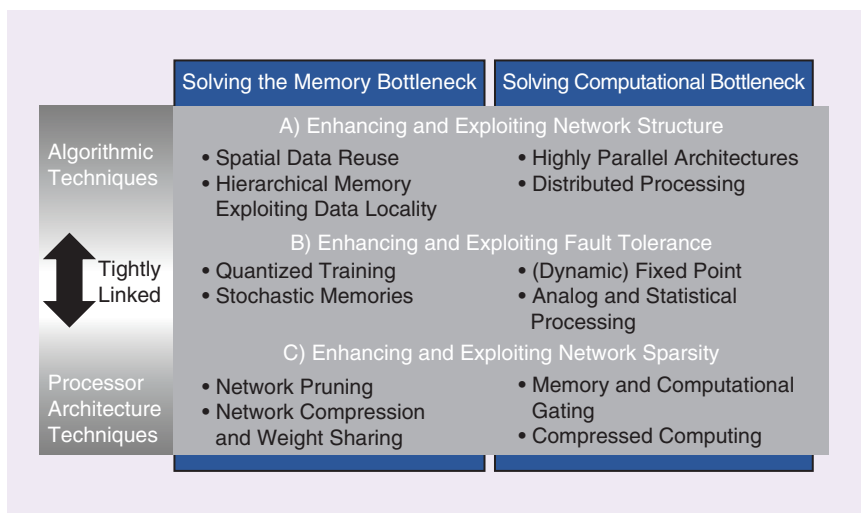 Solving the Memory Bottleneck
Solving Computational Bottleneck
Algorithmic
Techniques
Tightly
Linked
Processor
Architecture
Techniques
A) Enhancing and Exploiting Network Structure
• Spatial Data Reuse
• Hierarchical Memory
Exploiting Data Locality
• Highly Parallel Architectures
• Distributed Processing
B) Enhancing and Exploiting Fault Tolerance
• Quantized Training
• Stochastic Memories
• (Dynamic) Fixed Point
• Analog and Statistical
Processing
C) Enhancing and Exploiting Network Sparsity
• Network Pruning
• Network Compression
and Weight Sharing
• Memory and Computational
Gating
• Compressed Computing